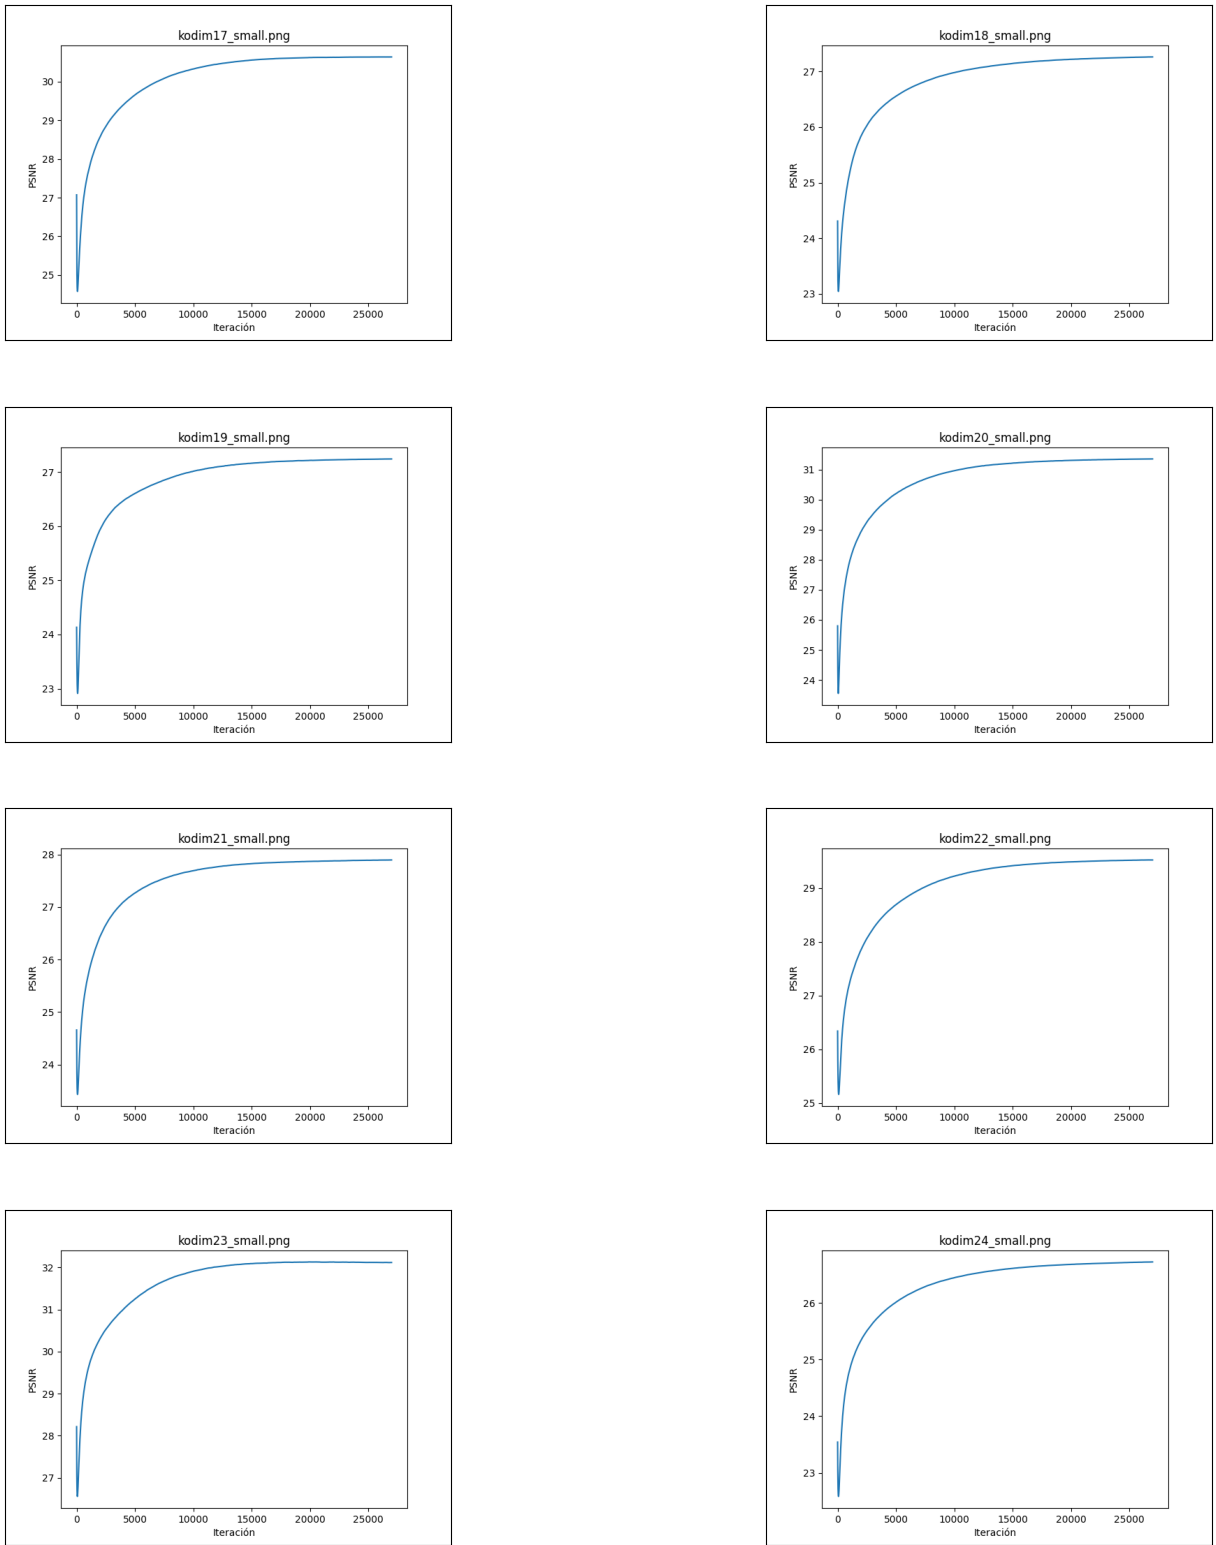 kodim17_small.png
30
29
28
27
26
25
PSNR
0 5000 10000 15000 20000 25000
Iteración
kodim18_small.png
27
26
25
24
23
PSNR
0 5000 10000 15000 20000 25000
Iteración
kodim19_small.png
27
26
25
24
23
PSNR
0 5000 10000 15000 20000 25000
Iteración
kodim20_small.png
31
30
29
28
27
26
25
24
PSNR
0 5000 10000 15000 20000 25000
Iteración
kodim21_small.png
28
27
26
25
24
PSNR
0 5000 10000 15000 20000 25000
Iteración
kodim22_small.png
29
28
27
26
25
PSNR
0 5000 10000 15000 20000 25000
Iteración
kodim23_small.png
32
31
30
29
28
27
PSNR
0 5000 10000 15000 20000 25000
Iteración
kodim24_small.png
26
25
24
23
PSNR
0 5000 10000 15000 20000 25000
Iteración